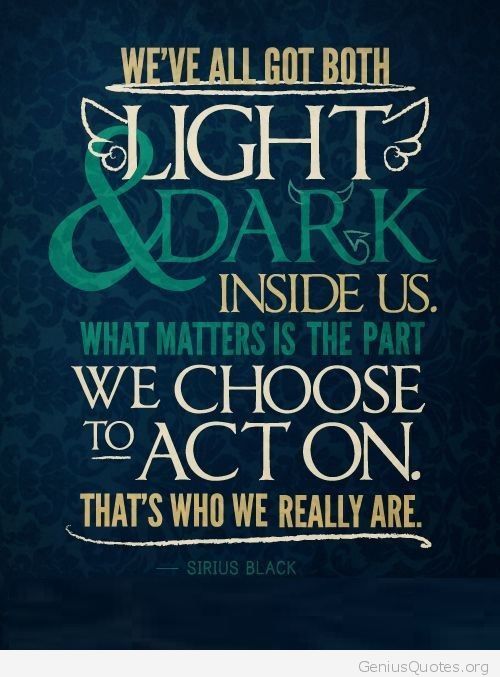 WE'VE ALL GOT BOTH
LIGHT
& DARK
INSIDE US.
WHAT MATTERS IS THE PART
WE CHOOSE
TO ACT ON.
THAT'S WHO WE REALLY ARE.
— SIRIUS BLACK
GeniusQuotes.org